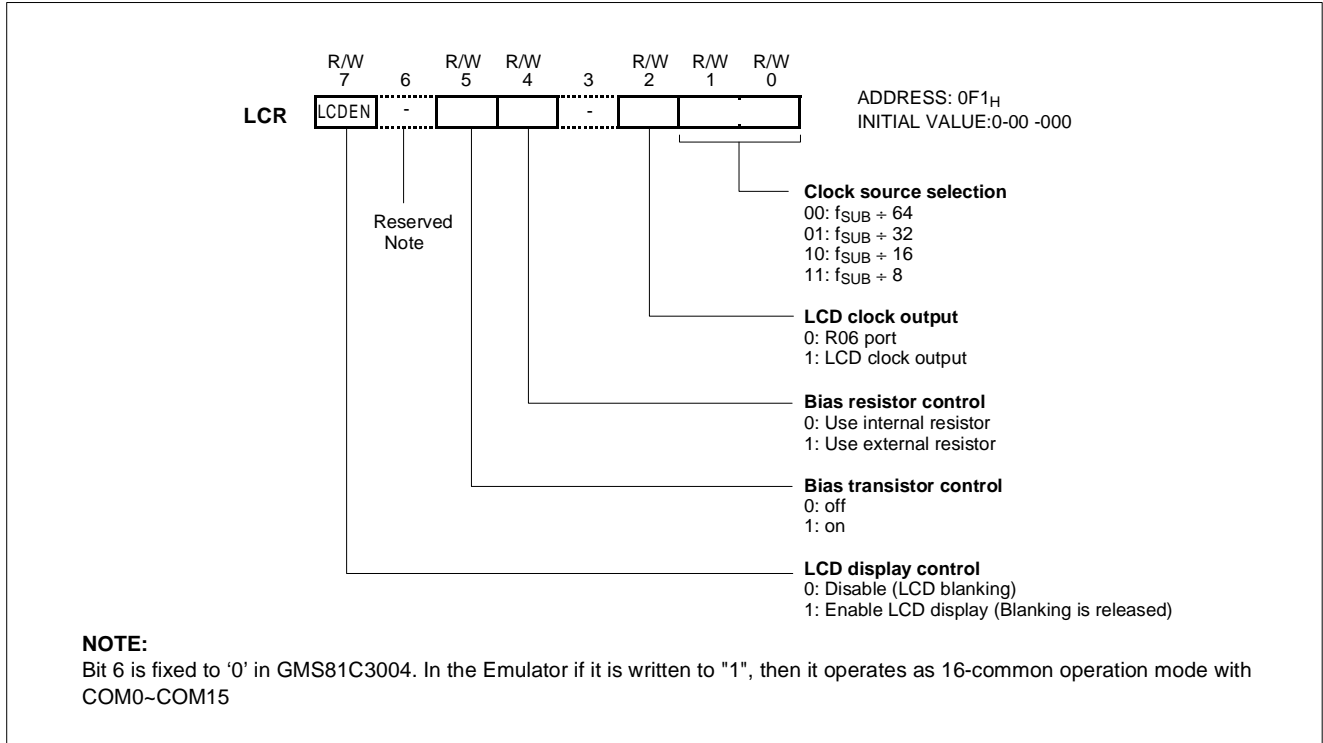 R/W R/W R/W R/W R/W R/W
7 6 5 4 3 2 1 0
LCR LCDEN - - ADDRESS: 0F1H
INITIAL VALUE:0-00 -000
Reserved
Note
Clock source selection
00: fSUB ÷ 64
01: fSUB ÷ 32
10: fSUB ÷ 16
11: fSUB ÷ 8
LCD clock output
0: R06 port
1: LCD clock output
Bias resistor control
0: Use internal resistor
1: Use external resistor
Bias transistor control
0: off
1: on
LCD display control
0: Disable (LCD blanking)
1: Enable LCD display (Blanking is released)
NOTE:
Bit 6 is fixed to ‘0’ in GMS81C3004. In the Emulator if it is written to "1", then it operates as 16-common operation mode with
COM0~COM15